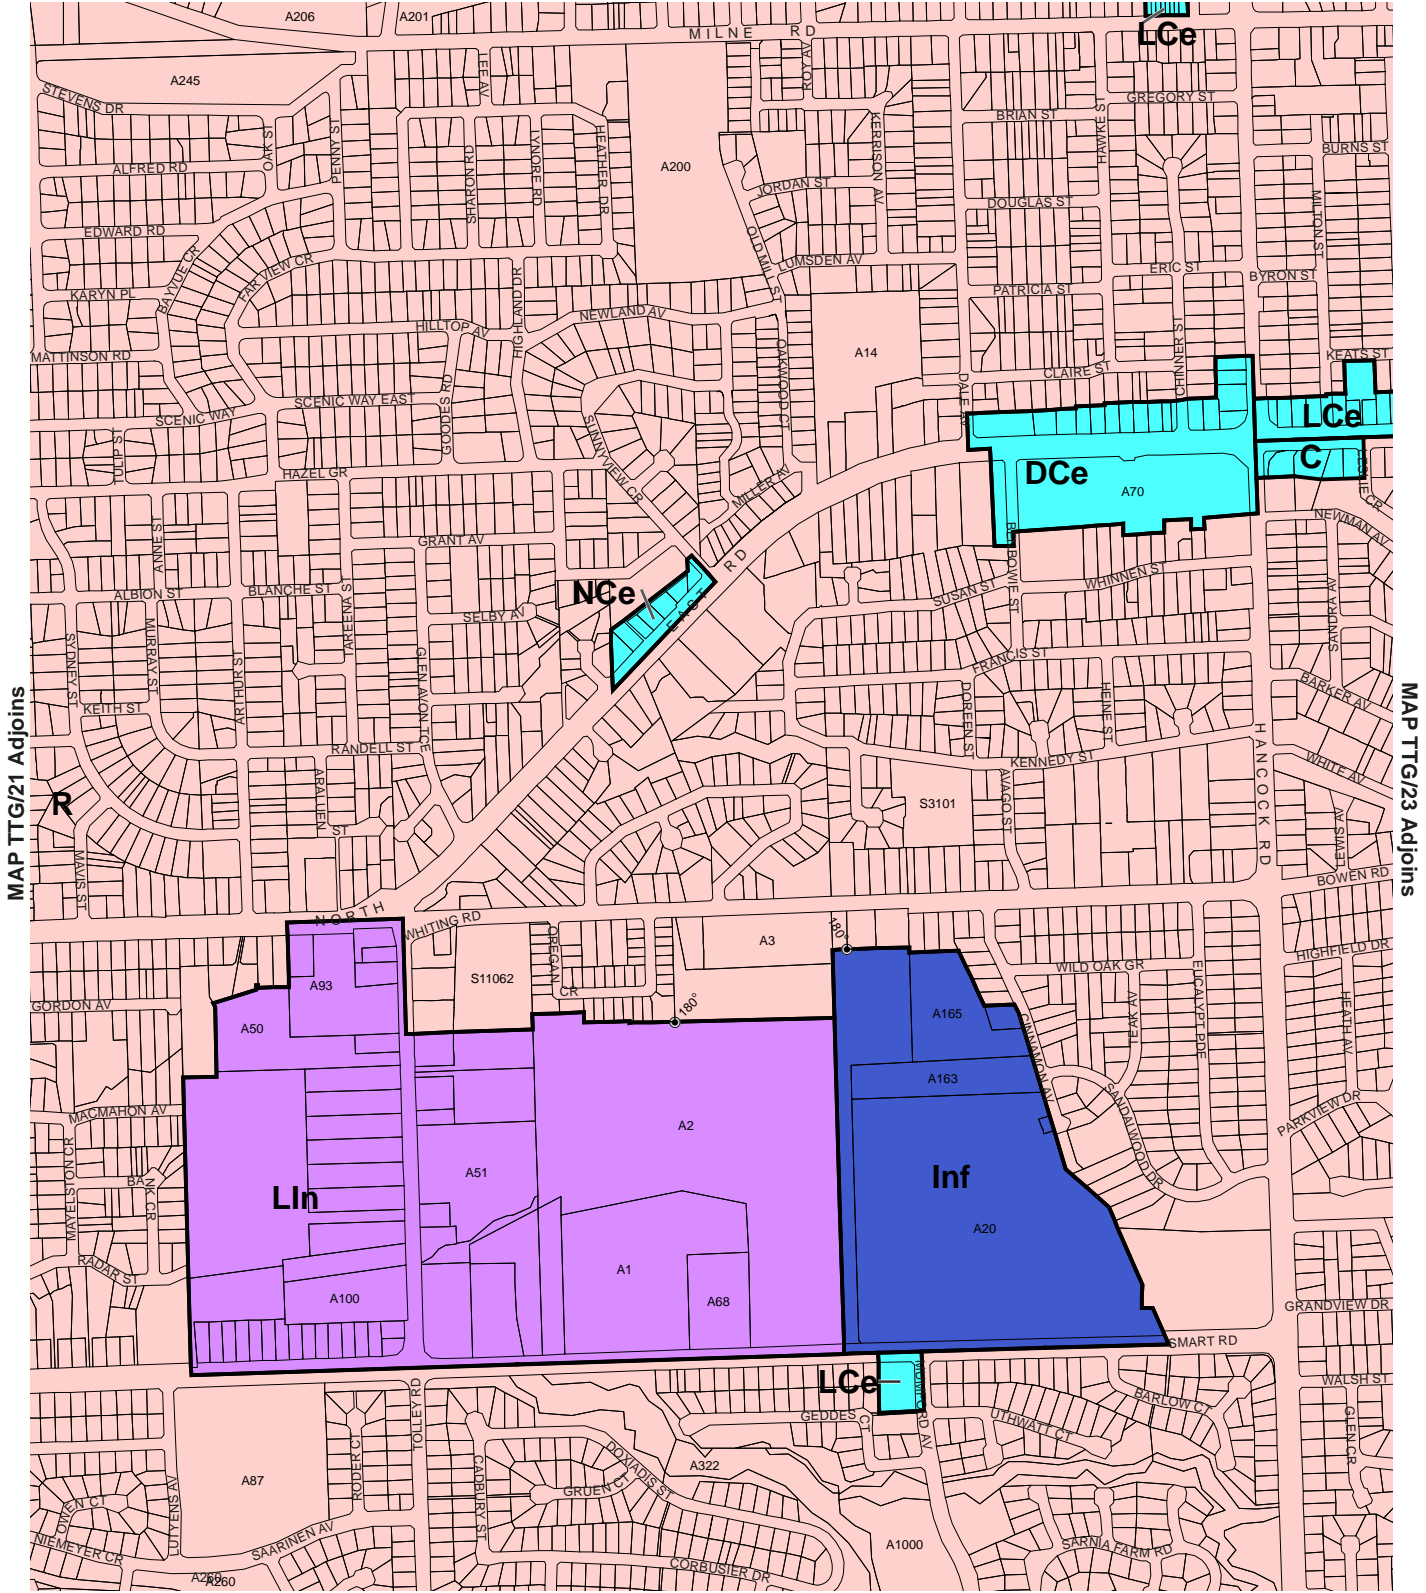 A206
A201
MILNE RD
LCe
A245
LEE AV
ROY AV
STEVENS DR
GREGORY ST
BRIAN ST
OAK ST
PENNY ST
HEATHER DR
KERRISON AV
HAWKE ST
BURNS ST
ALFRED RD
SHARON RD
TYNORE RD
A200
JORDAN ST
DOUGLAS ST
MILTON ST
EDWARD RD
BAYVUE CR
FAR VIEW CR
OLD MILL ST
LUMSDEN AV
ERIC ST
BYRON ST
KARYN PL
HIGHLAND DR
PATRICIA ST
HILLTOP AV
NEWLAND AV
MATTINSON RD
OAKWOOD CT
A14
CHINNER ST
KEATS ST
CLAIRE ST
DALE AV
SCENIC WAY EAST
GOODES RD
SCENIC WAY
LCe
TULIP ST
SUNNYVIEW CR
HAZEL GR
MILLER AV
DCe
A70
C
LESLIE CR
NEWMAN AV
ANNE ST
GRANT AV
RD
BLANCHE ST
ALBION ST
AREENA ST
NCe
EAST
SELBY AV
SUSAN ST
BOWIE ST
WHINNEN ST
SANDRA AV
SYDNEY ST
MURRAY ST
ARTHUR ST
GLEN AVON TCE
FRANCIS ST
BARKER AV
KEITH ST
DOREEN ST
HENE ST
MAP TTG/21 Adjoins
MAP TTG/23 Adjoins
RANDELL ST
KENNEDY ST
HANCOCK RD
WHITE AV
R
ARALIEN ST
S3101
AVAGO ST
LEWIS AV
MAVIS ST
BOWEN RD
NORTH
WHITING RD
OREGAN CR
A3
180°
HIGHFIELD DR
A93
S11062
WILD OAK GR
EUCALYPT PDE
GORDON AV
A50
180°
A165
CINNAMON AV
TEAK AV
HEATH AV
A163
SANDALWOOD DR
MACMAHON AV
A2
PARKVIEW DR
MAYELSTON CR
BANK CR
A51
LIn
Inf
A20
RADAR ST
A1
A100
A68
GRANDVIEW DR
SMART RD
LCe
MUMFORD AV
WALSH ST
TOLLEY RD
BARLOW CT
GEDDES CT
UTHWATT CT
GLEN CR
RODER CT
A87
CADBURY ST
DOXIADIS ST
A322
GRUEN CT
OWEN CT
LUTYENS AV
NIEMEYER CR
SAARINEN AV
A1000
SARNIA FARM RD
CORBUSIER DR
A260
A260